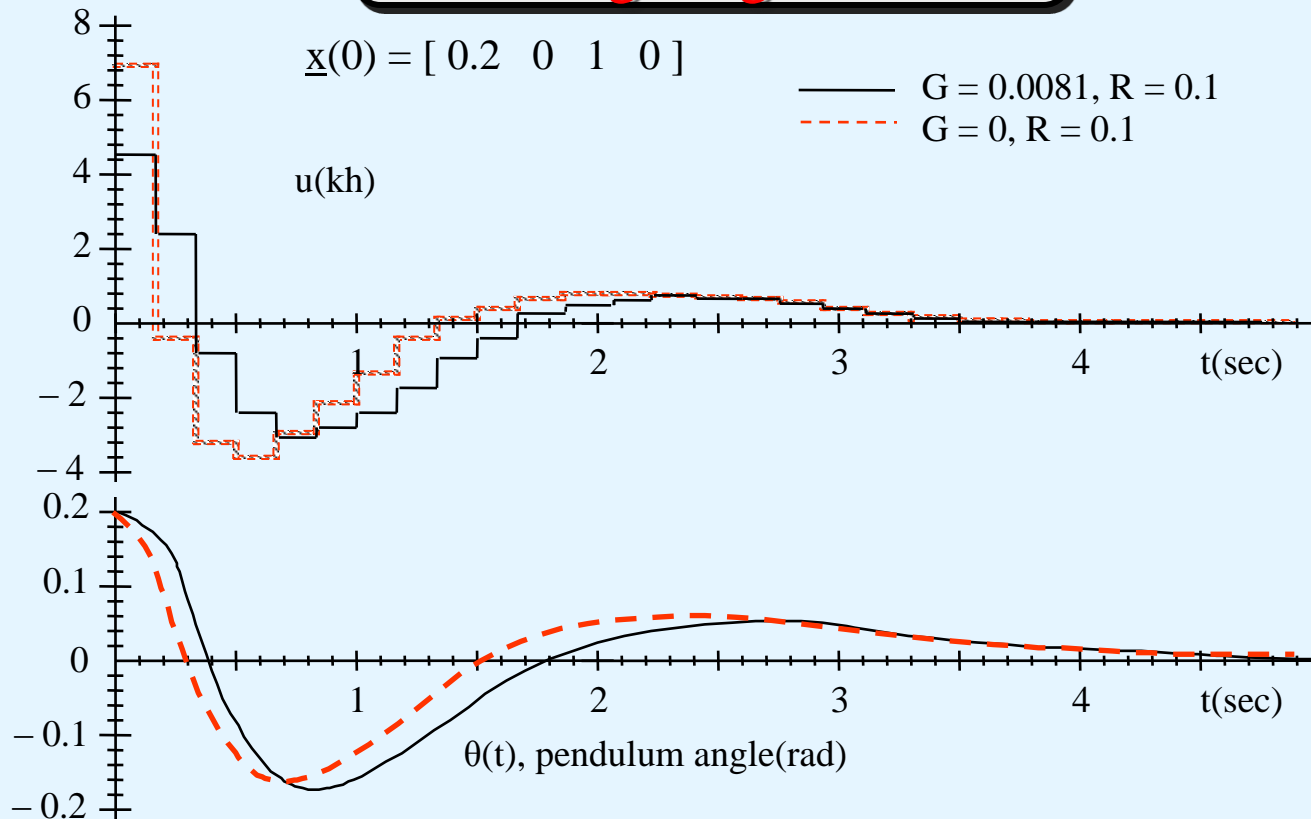 8
x(0) = [ 0.2 0 1 0 ]
G = 0.0081, R = 0.1
6
G = 0, R = 0.1
4
u(kh)
2
0
1 2 3 4 t(sec)
– 2
– 4
0.2
0.1
0
1 2 3 4 t(sec)
– 0.1
θ(t), pendulum angle(rad)
– 0.2